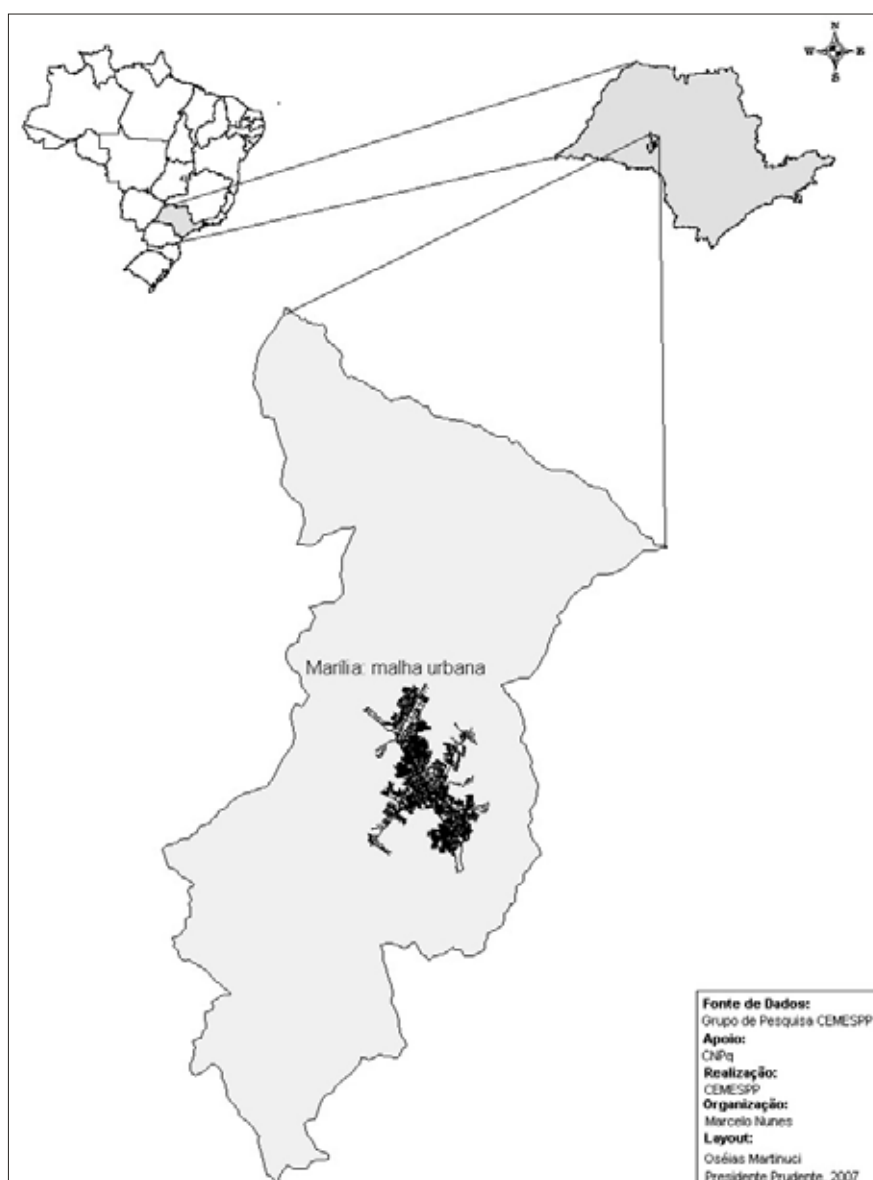 N
W E
S
Marília: malha urbana
Fonte de Dados:
Grupo de Pesquisa CEMESPP
Apoio:
CNPq
Realização:
CEMESPP
Organização:
Marcelo Nunes
Layout:
Oséias Martinuci
Presidente Prudente, 2007